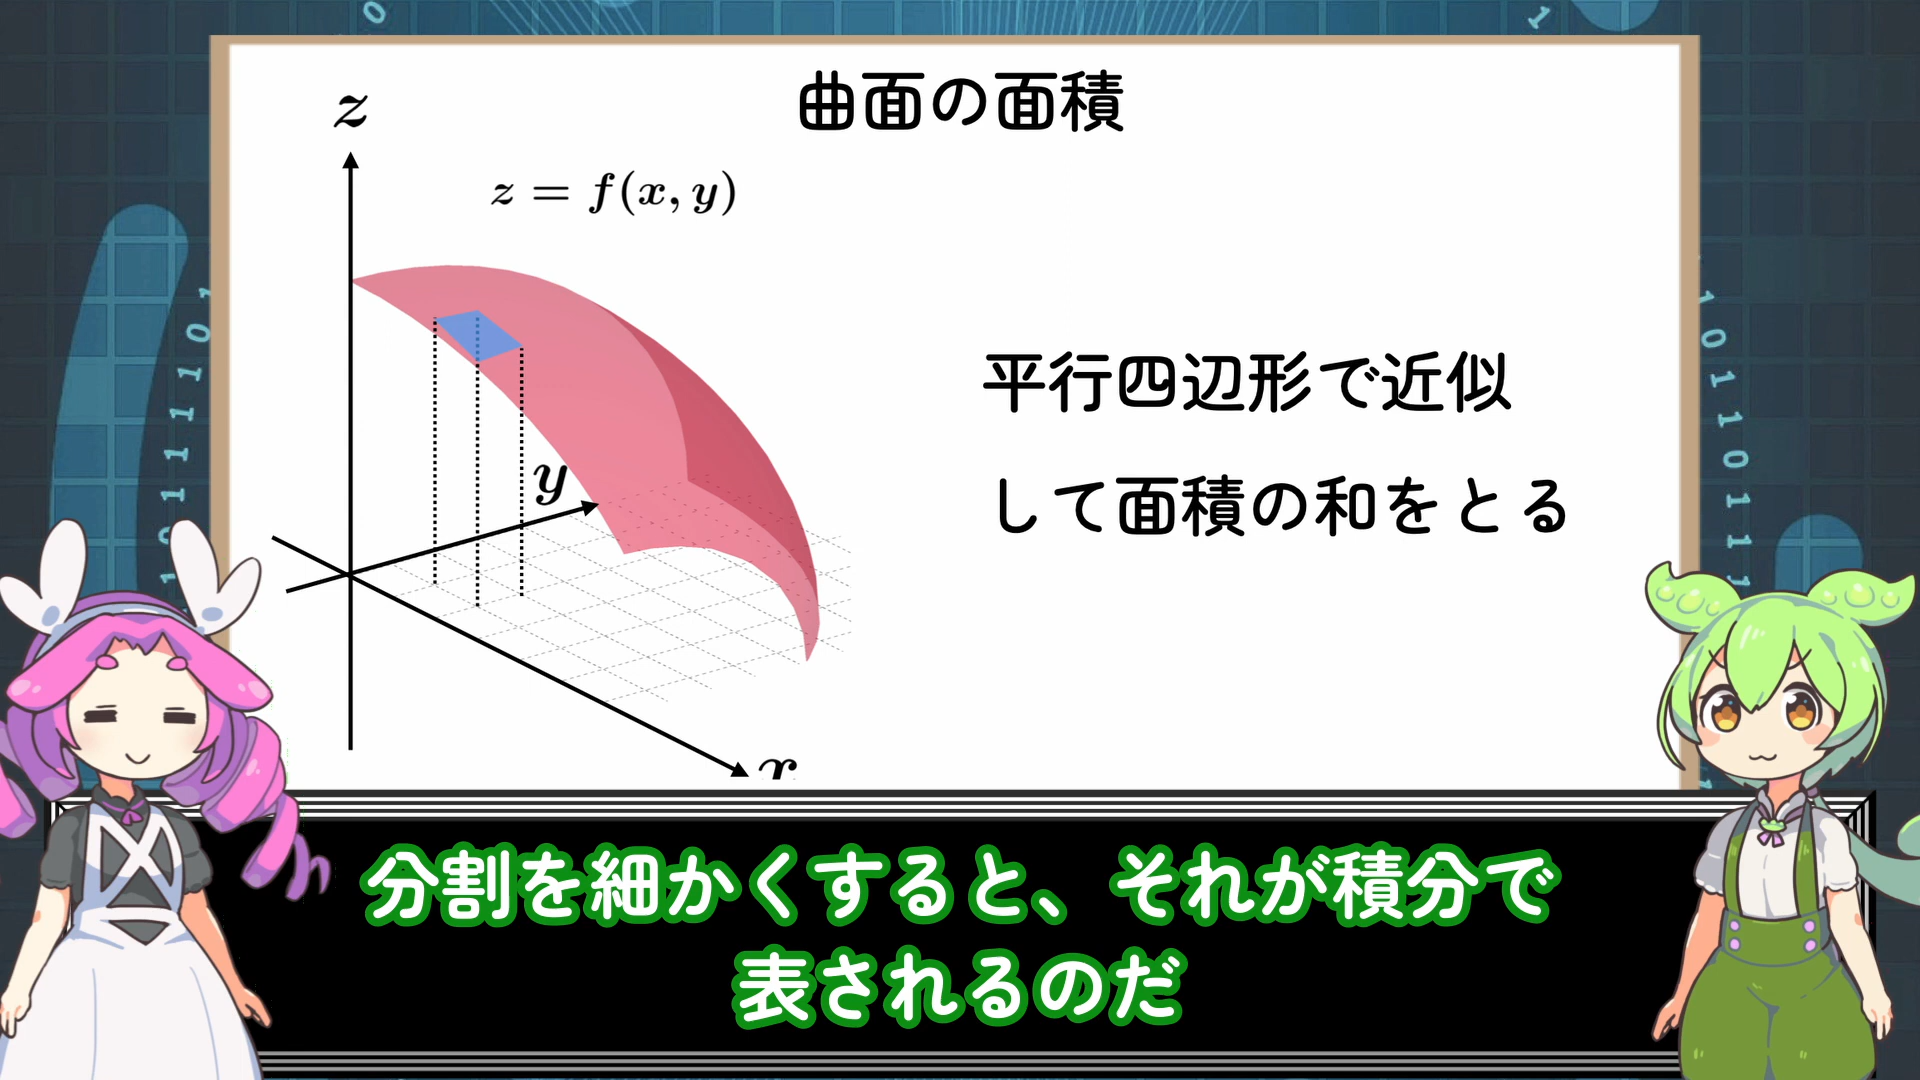 曲面の面積
z
z = f(x, y)
平行四辺形で近似
して面積の和をとる
y
x
分割を細かくすると、それが積分で
表されるのだ